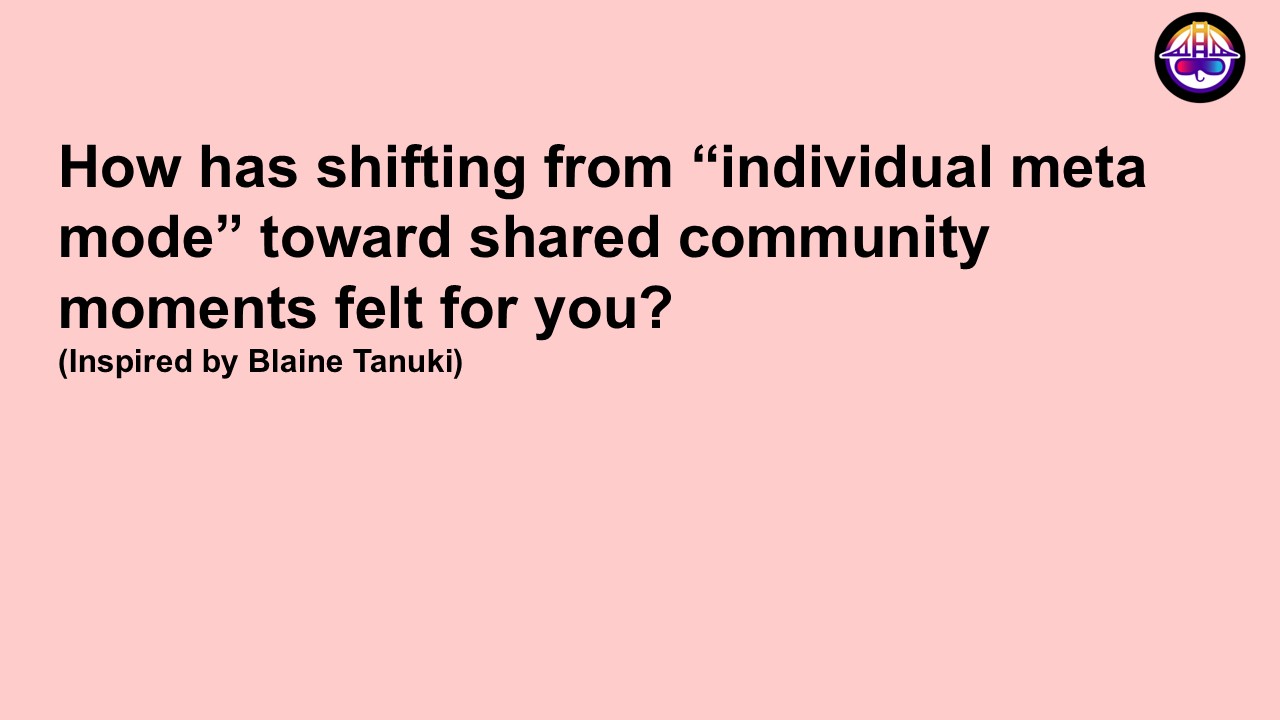 How has shifting from “individual meta
mode” toward shared community
moments felt for you?
(Inspired by Blaine Tanuki)